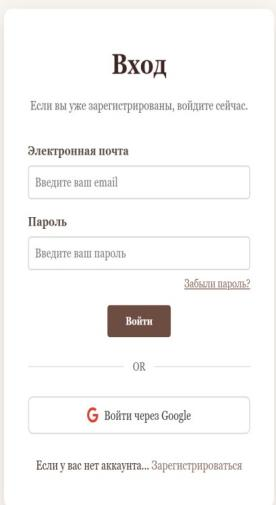 Вход
Если вы уже зарегистрированы, войдите сейчас.
Электронная почта
Введите ваш email
Пароль
Введите ваш пароль
Забыли пароль?
Войти
OR
Войти через Google
Если у вас нет аккаунта... Зарегистрироваться